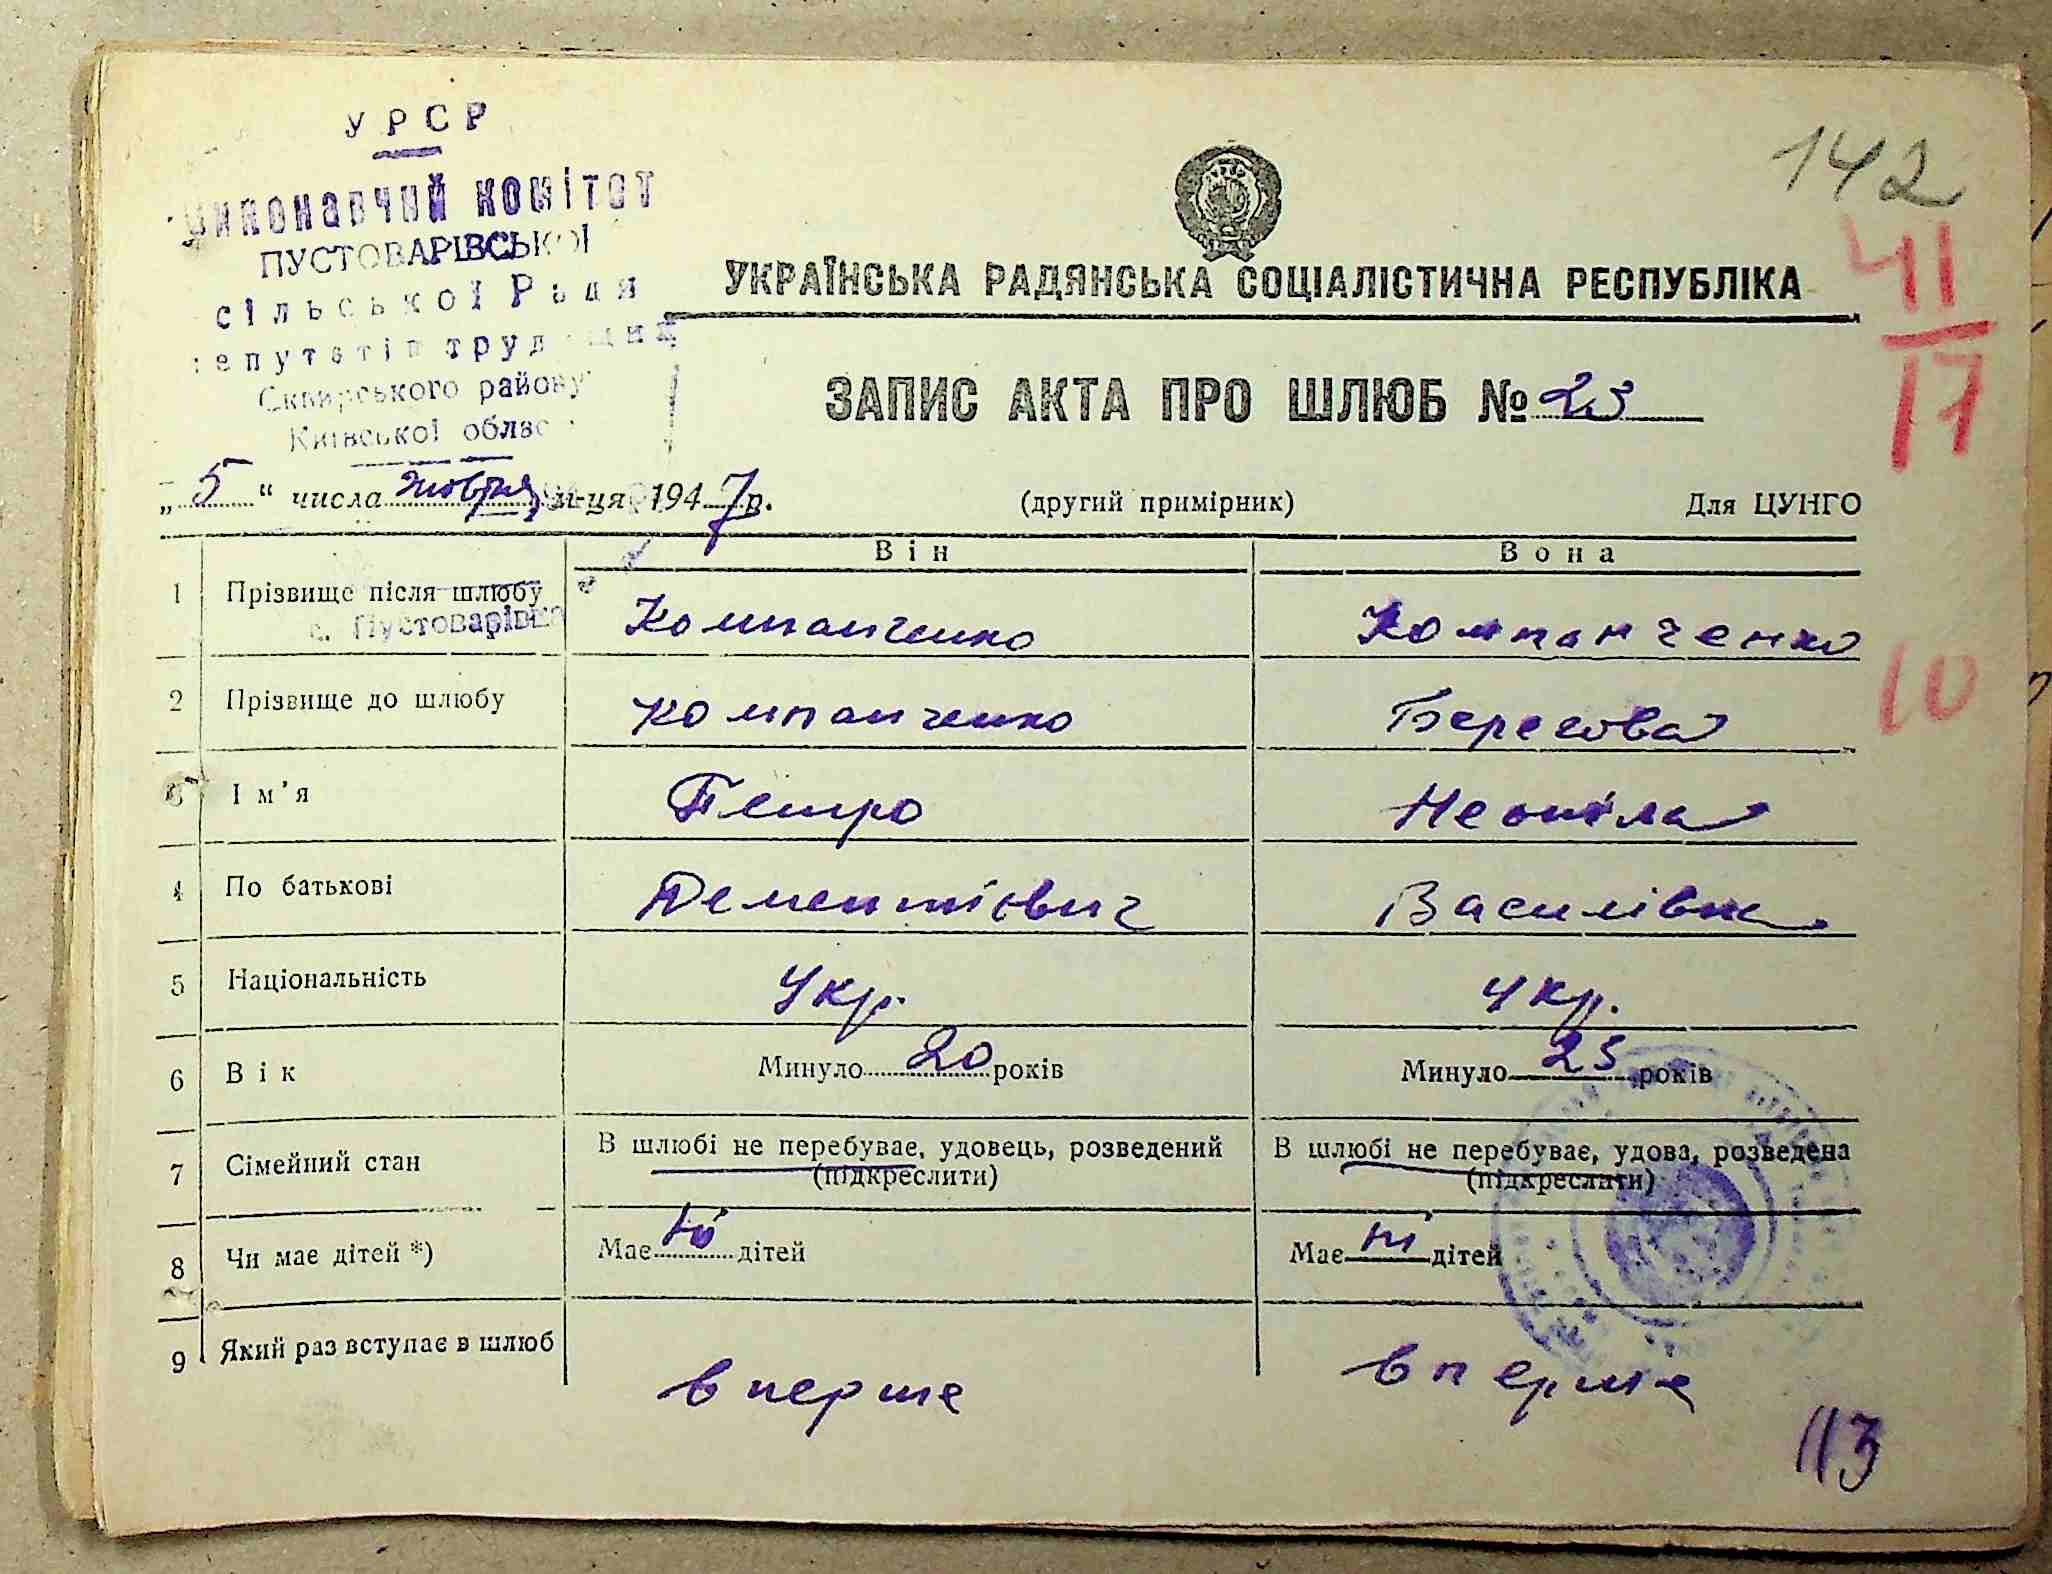 УРСР
Виконавчий комітет
ПУСТОВАРІВСЬКОЇ
сільської Ради
депутатів трудящих
Сквирського району
Київської області
142
УКРАЇНСЬКА РАДЯНСЬКА СОЦІАЛІСТИЧНА РЕСПУБЛІКА
41
17
ЗАПИС АКТА ПРО ШЛЮБ № 23
„ 5 “ числа жовтня м-ця 1947 р. (другий примірник) Для ЦУНГО
Він Вона
1 Прізвище після шлюбу Компанченко Компанченко
с. Пустоварівка
10
2 Прізвище до шлюбу Компанченко Берегова
3 Ім'я Петро Неоніла
4 По батькові Дементієвич Василівна
5 Національність Укр. Укр.
6 Вік Минуло 20 років Минуло 25 років
7 Сімейний стан В шлюбі не перебуває, удовець, розведений В шлюбі не перебуває, удова, розведена
(підкреслити) (підкреслити)
8 Чи має дітей *) Має ні дітей Має ні дітей
9 Який раз вступає в шлюб вперше вперше
113